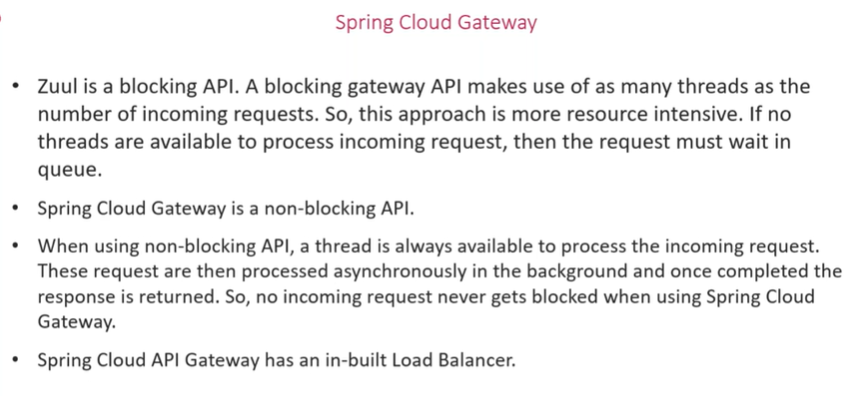 Spring Cloud Gateway
• Zuul is a blocking API. A blocking gateway API makes use of as many threads as the
number of incoming requests. So, this approach is more resource intensive. If no
threads are available to process incoming request, then the request must wait in
queue.
• Spring Cloud Gateway is a non-blocking API.
• When using non-blocking API, a thread is always available to process the incoming request.
These request are then processed asynchronously in the background and once completed the
response is returned. So, no incoming request never gets blocked when using Spring Cloud
Gateway.
• Spring Cloud API Gateway has an in-built Load Balancer.